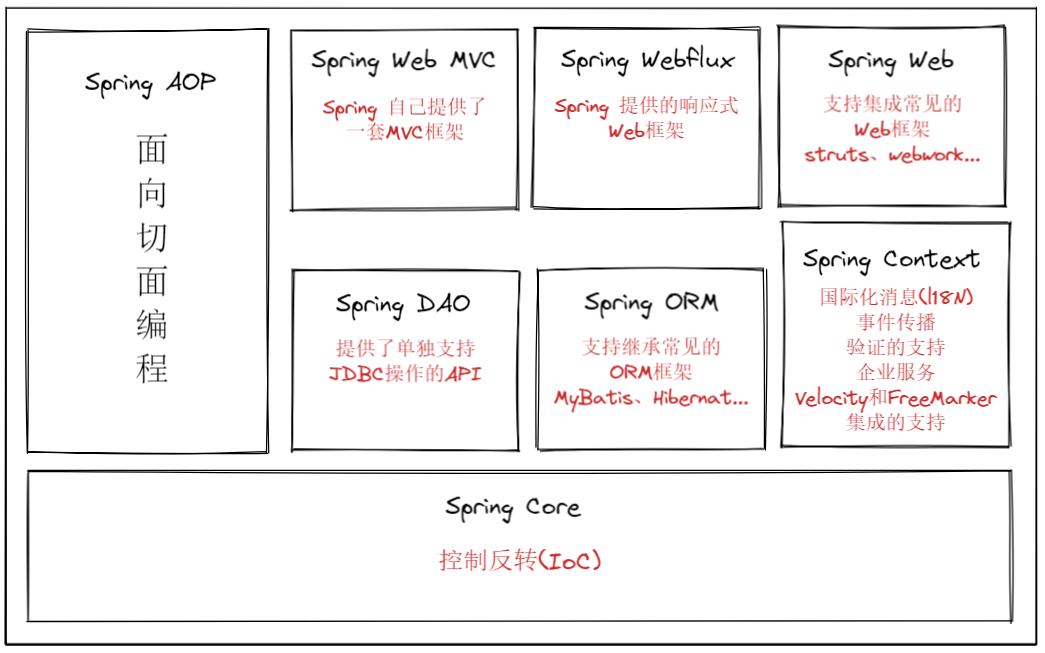 Spring AOP
面
向
切
面
编
程
Spring Web MVC
Spring 自己提供了
一套MVC框架
Spring Webflux
Spring 提供的响应式
Web框架
Spring Web
支持集成常见的
Web框架
struts、webwork...
Spring DAO
提供了单独支持
JDBC操作的API
Spring ORM
支持继承常见的
ORM框架
MyBatis、Hibernat...
Spring Context
国际化消息(I18N)
事件传播
验证的支持
企业服务
Velocity和FreeMarker
集成的支持
Spring Core
控制反转(IoC)